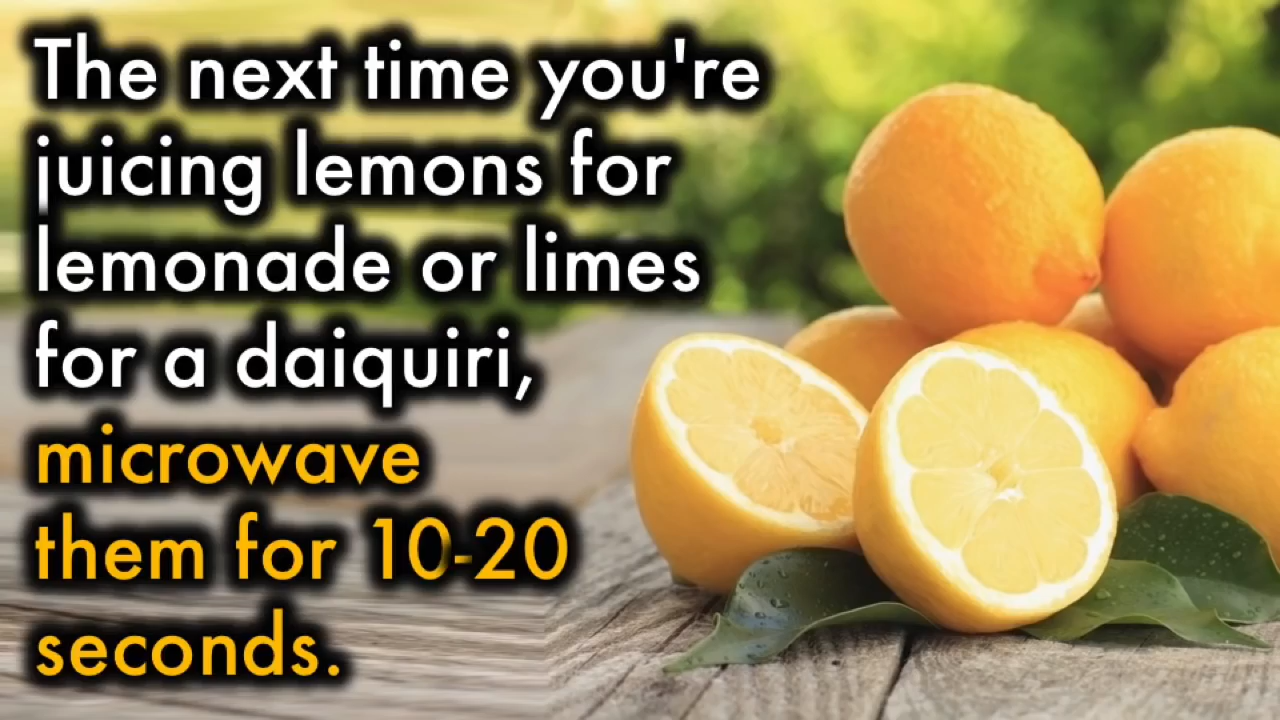 The next time you're
juicing lemons for
lemonade or limes
for a daiquiri,
microwave
them for 10-20
seconds.